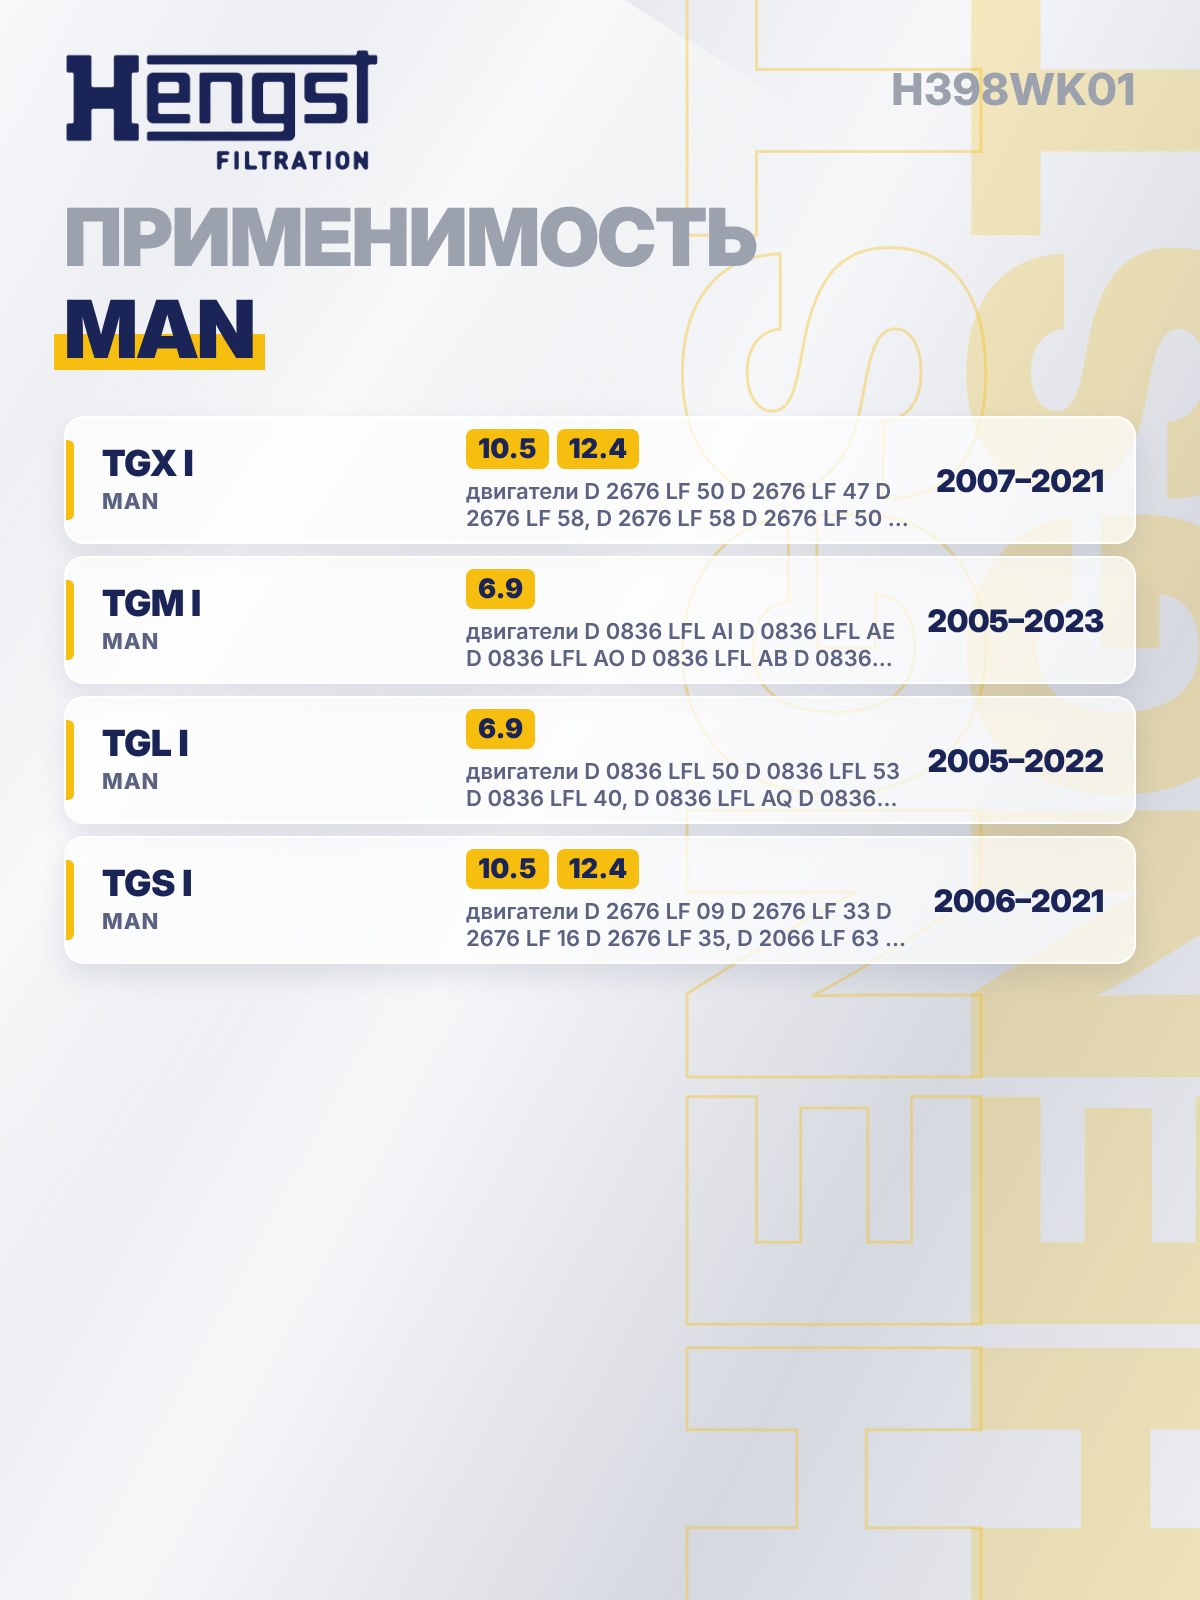 Hengst
FILTRATION
H398WK01
ПРИМЕНИМОСТЬ
MAN
TGX I
MAN
10.5 12.4
двигатели D 2676 LF 50 D 2676 LF 47 D
2676 LF 58, D 2676 LF 58 D 2676 LF 50 ...
2007–2021
TGM I
MAN
6.9
двигатели D 0836 LFL AI D 0836 LFL AE
D 0836 LFL AO D 0836 LFL AB D 0836...
2005–2023
TGL I
MAN
6.9
двигатели D 0836 LFL 50 D 0836 LFL 53
D 0836 LFL 40, D 0836 LFL AQ D 0836...
2005–2022
TGS I
MAN
10.5 12.4
двигатели D 2676 LF 09 D 2676 LF 33 D
2676 LF 16 D 2676 LF 35, D 2066 LF 63 ...
2006–2021
HENGST
HENGST